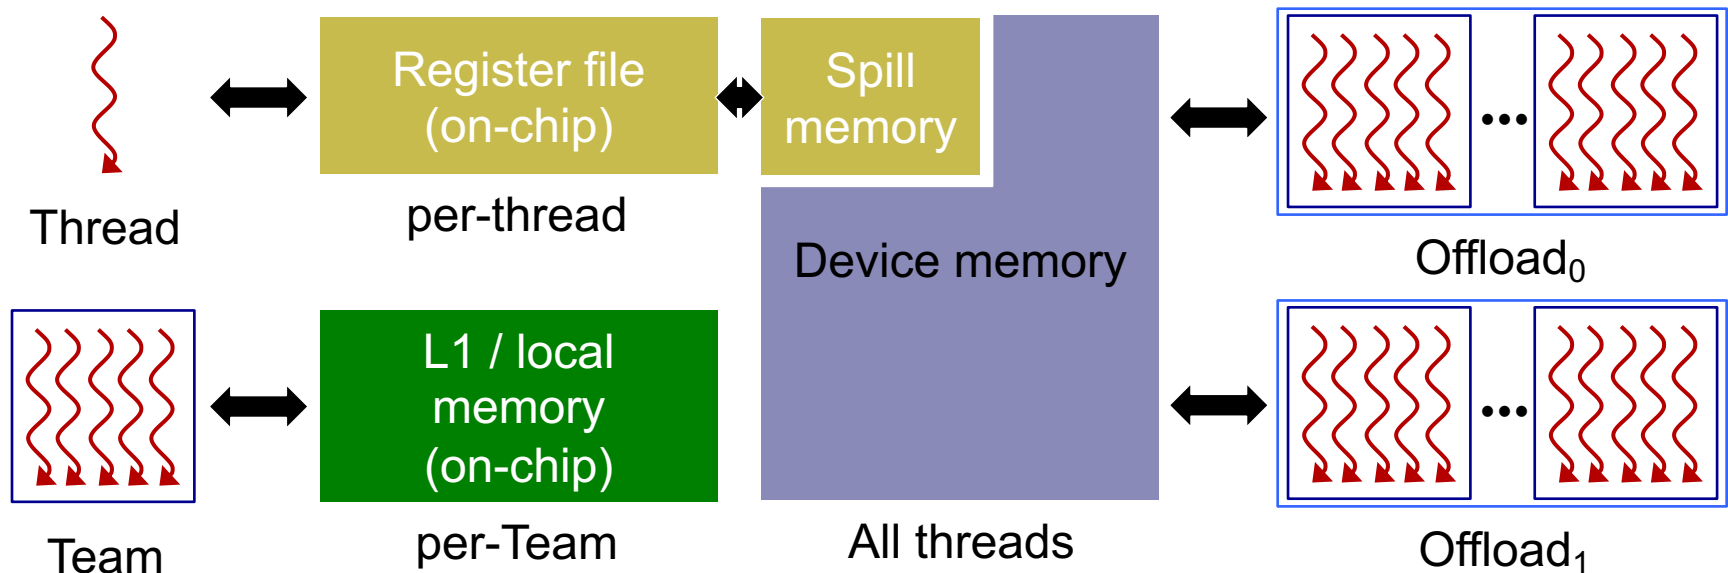 Register file
(on-chip)
Spill
memory
Thread
per-thread
Device memory
Offload0
L1 / local
memory
(on-chip)
Team
per-Team
All threads
Offload1